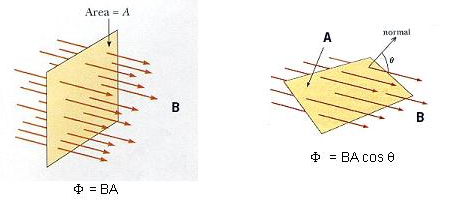 Area = A
B
Φ = BA
A
normal
θ
B
Φ = BA cos θ